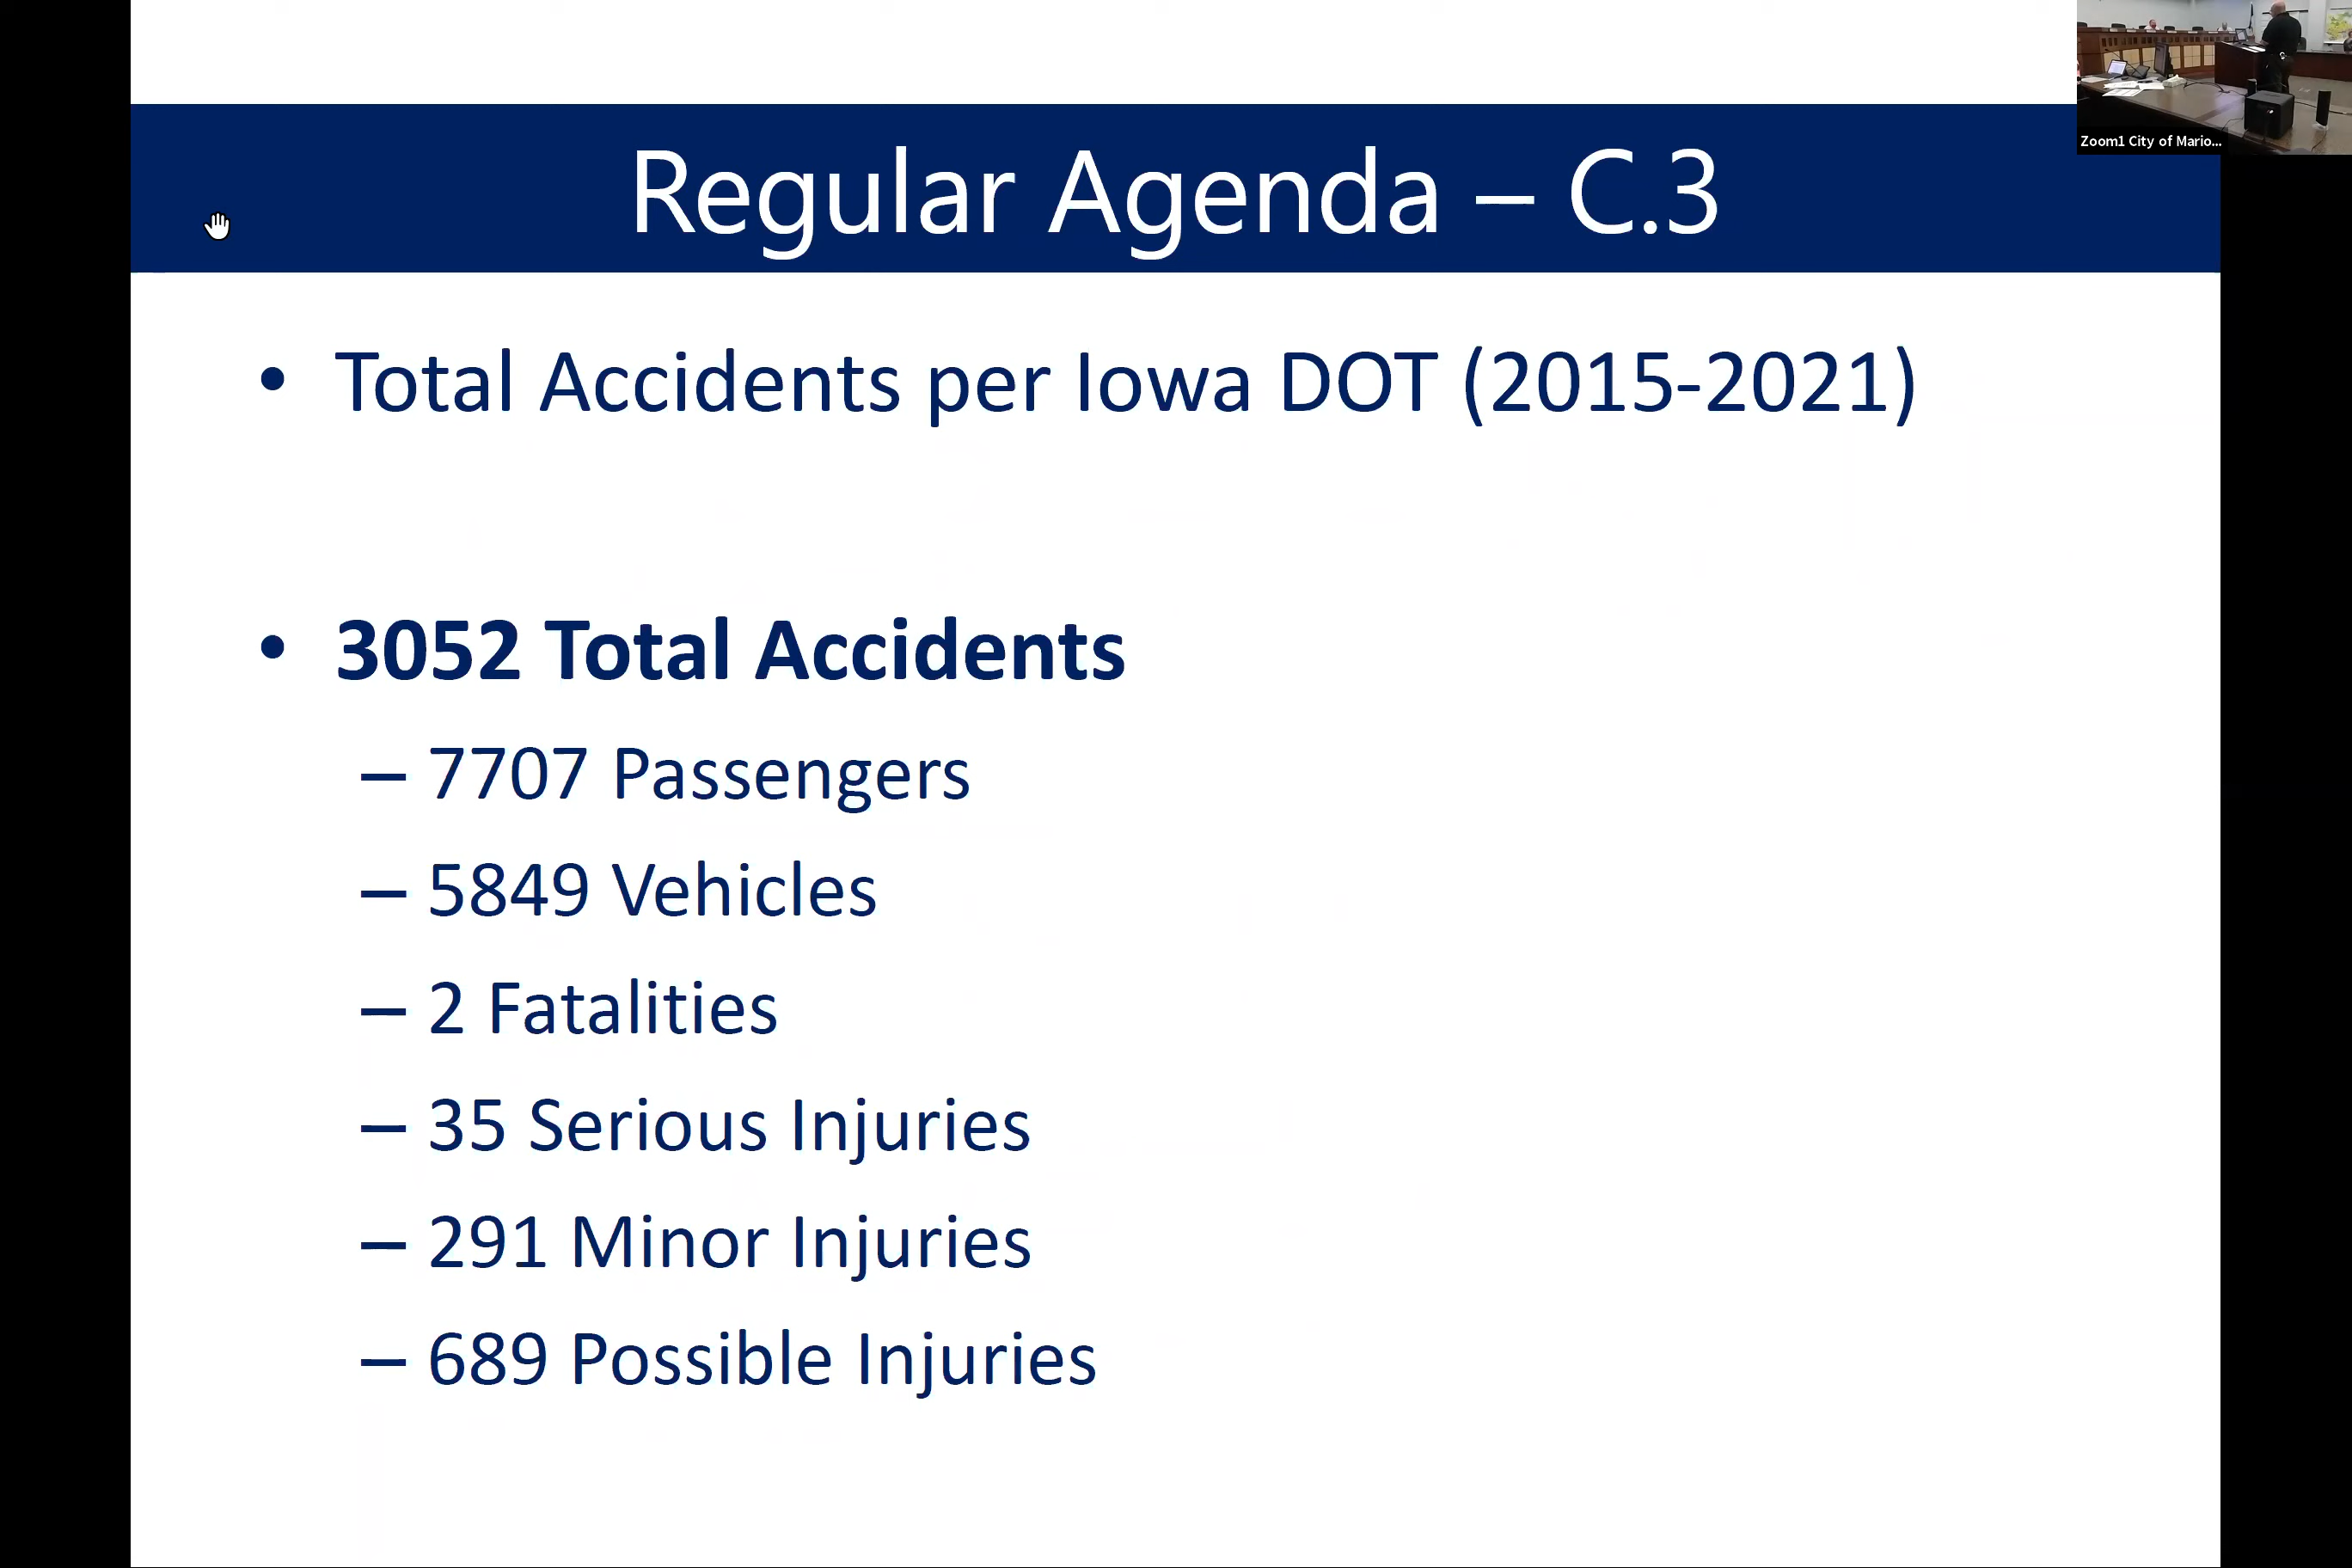 Zoom1 City of Mario...
Regular Agenda – C.3
• Total Accidents per Iowa DOT (2015-2021)
• 3052 Total Accidents
– 7707 Passengers
– 5849 Vehicles
– 2 Fatalities
– 35 Serious Injuries
– 291 Minor Injuries
– 689 Possible Injuries